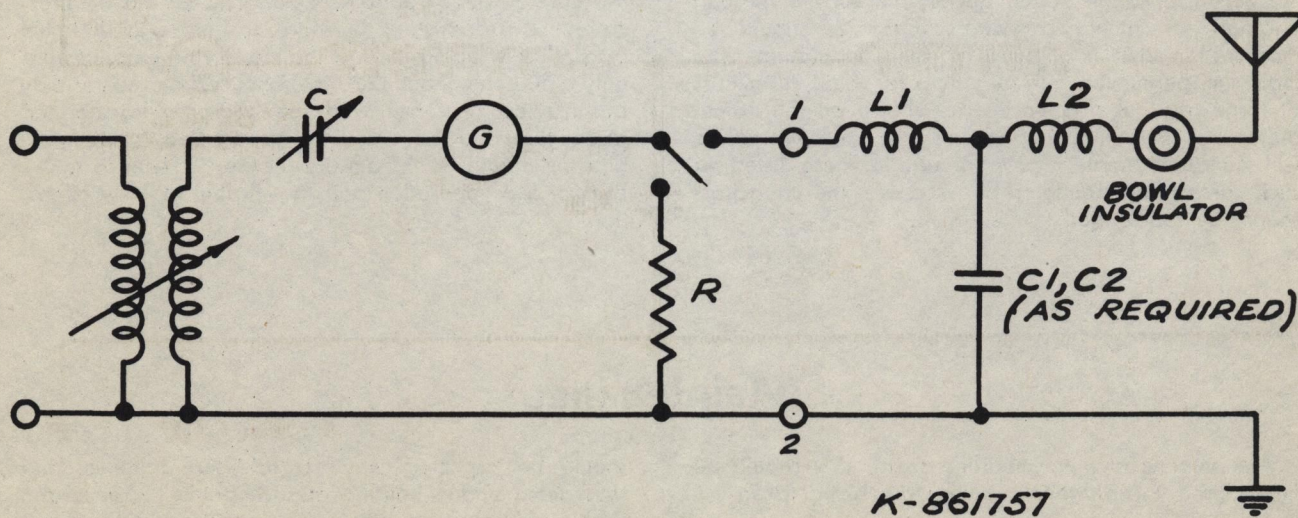 C
G
R
1
2
L1
L2
BOWL
INSULATOR
C1, C2
(AS REQUIRED)
K-861757